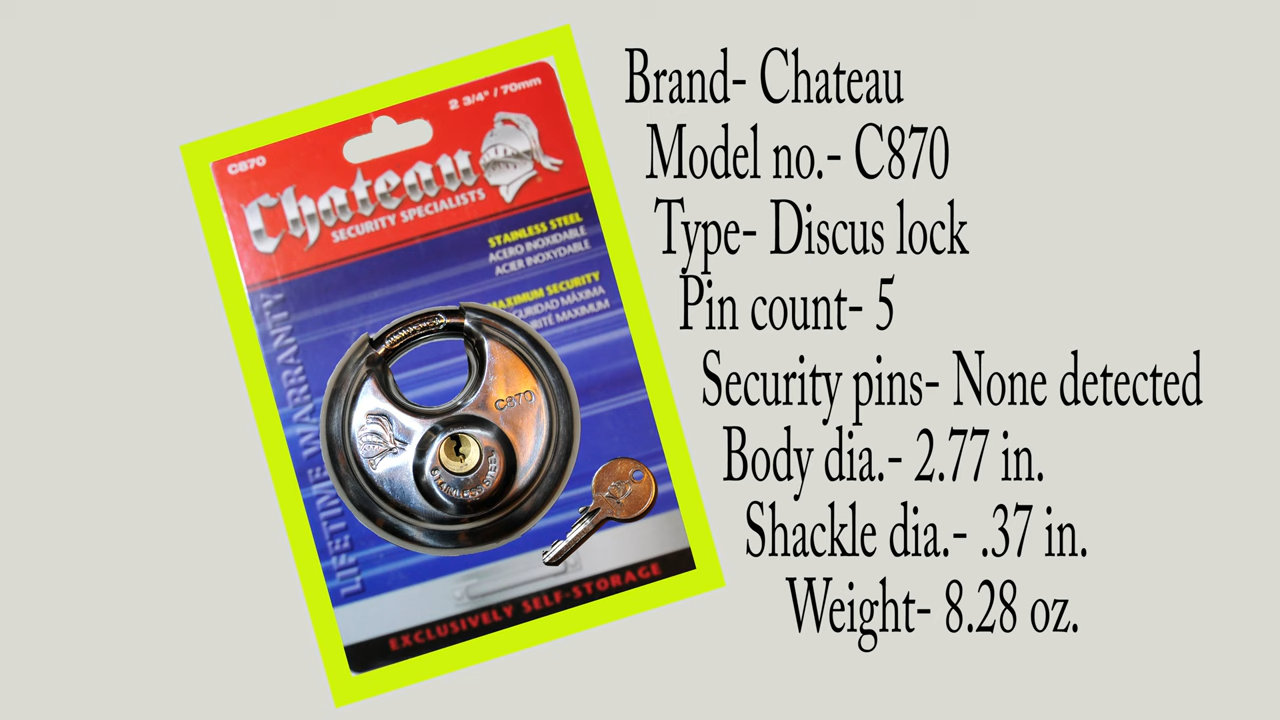 2 3/4" / 70mm
C870
Chateau
SECURITY SPECIALISTS
STAINLESS STEEL
ACERO INOXIDABLE
ACIER INOXYDABLE
MAXIMUM SECURITY
MÁXIMA
MAXIMUM
LIFETIME WARRANTY
C870
STAINLESS STEEL
EXCLUSIVELY SELF-STORAGE
Brand- Chateau
Model no.- C870
Type- Discus lock
Pin count- 5
Security pins- None detected
Body dia.- 2.77 in.
Shackle dia.- .37 in.
Weight- 8.28 oz.